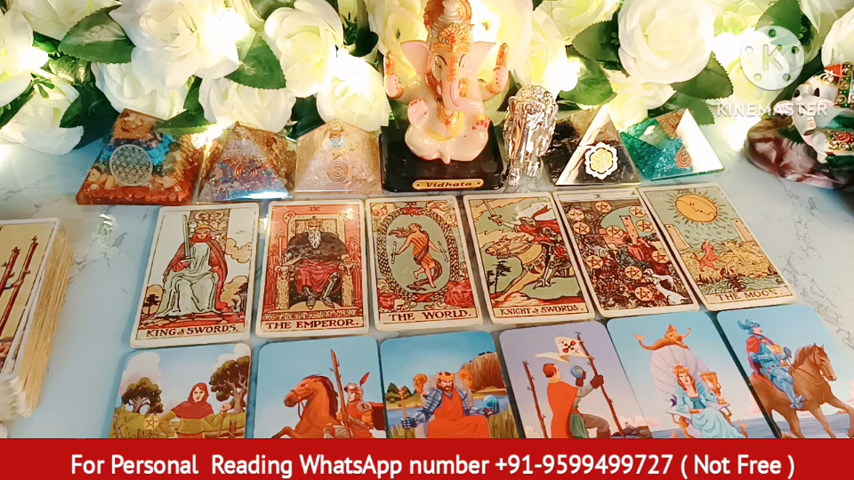 KINEMASTER
Vidhata
IV
KING of SWORDS.
THE EMPEROR.
THE WORLD.
KNIGHT of SWORDS.
THE MOON.
For Personal Reading WhatsApp number +91-9599499727 ( Not Free )